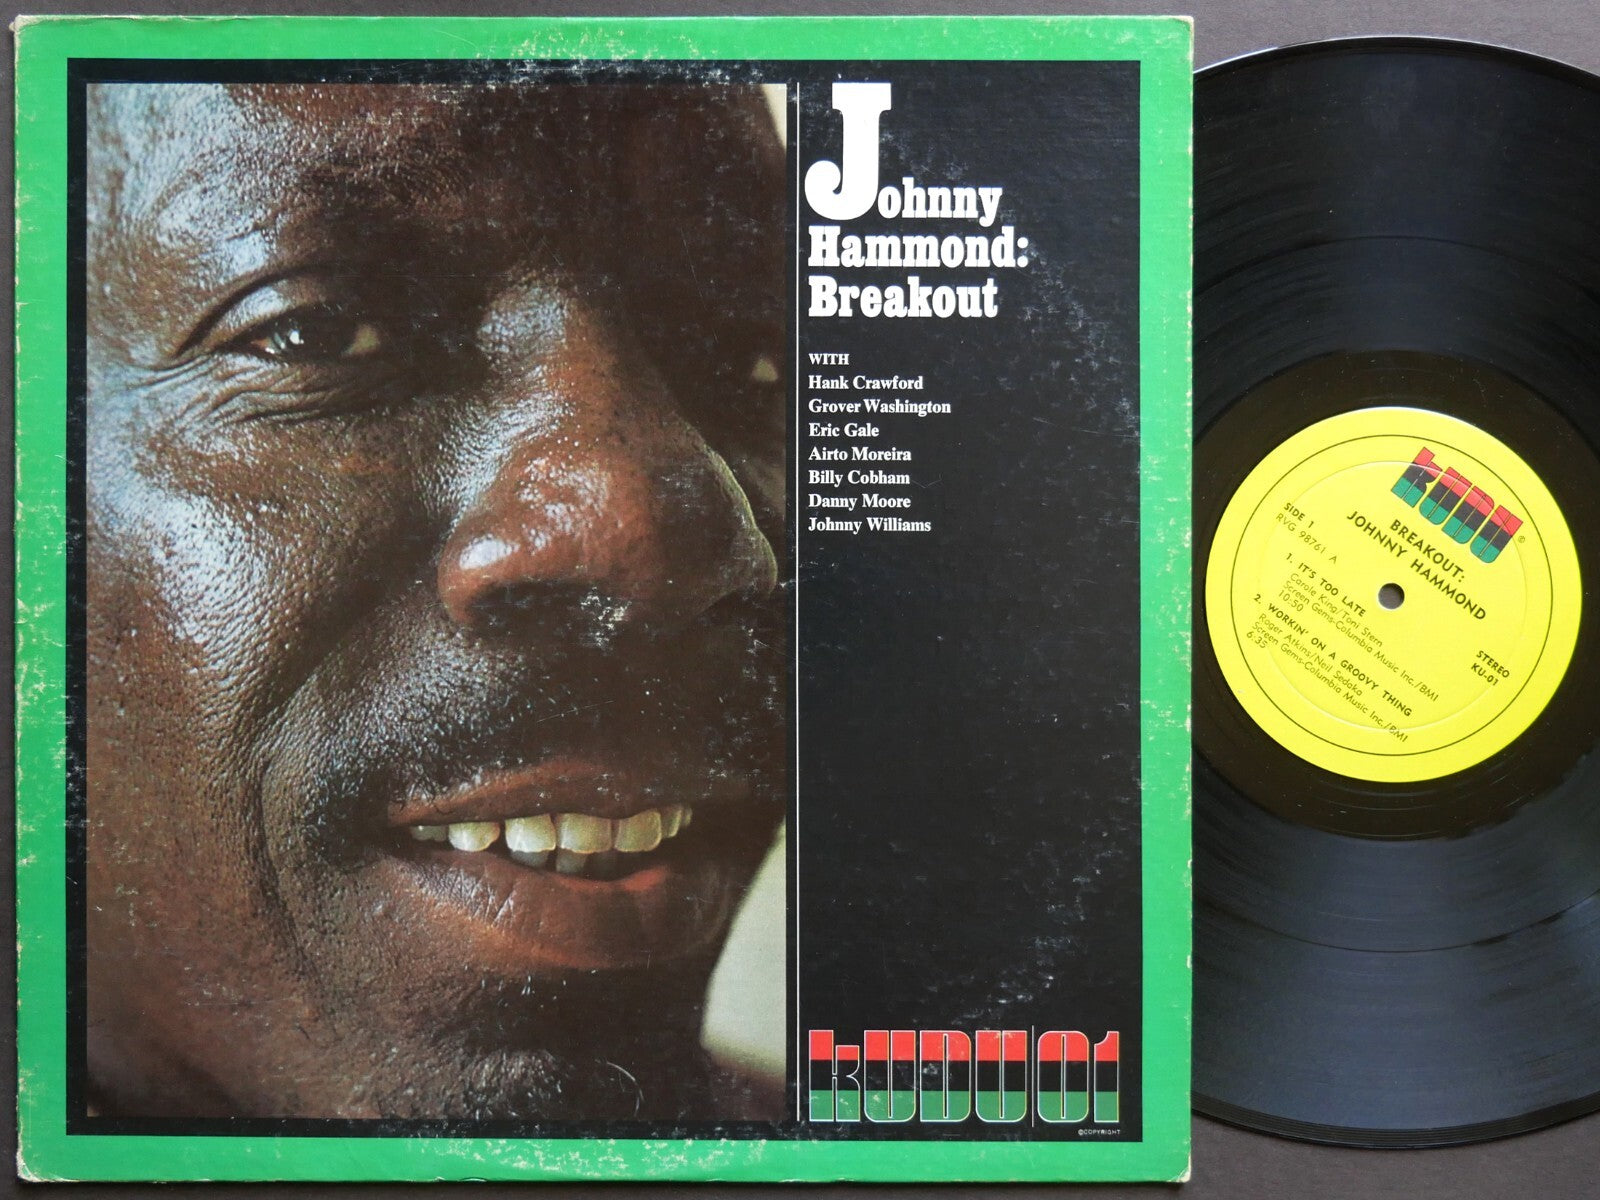 Johnny
Hammond:
Breakout
WITH
Hank Crawford
Grover Washington
Eric Gale
Airto Moreira
Billy Cobham
Danny Moore
Johnny Williams
KUDU 01
©COPYRIGHT
KUDU
®
BREAKOUT:
JOHNNY HAMMOND
SIDE 1
RVG 98761 A
STEREO
KU-01
1. IT'S TOO LATE
Carole King/Toni Stern
Screen Gems-Columbia Music Inc./BMI
10:50
2. WORKIN' ON A GROOVY THING
Roger Atkins/Neil Sedaka
Screen Gems-Columbia Music Inc./BMI
6:35